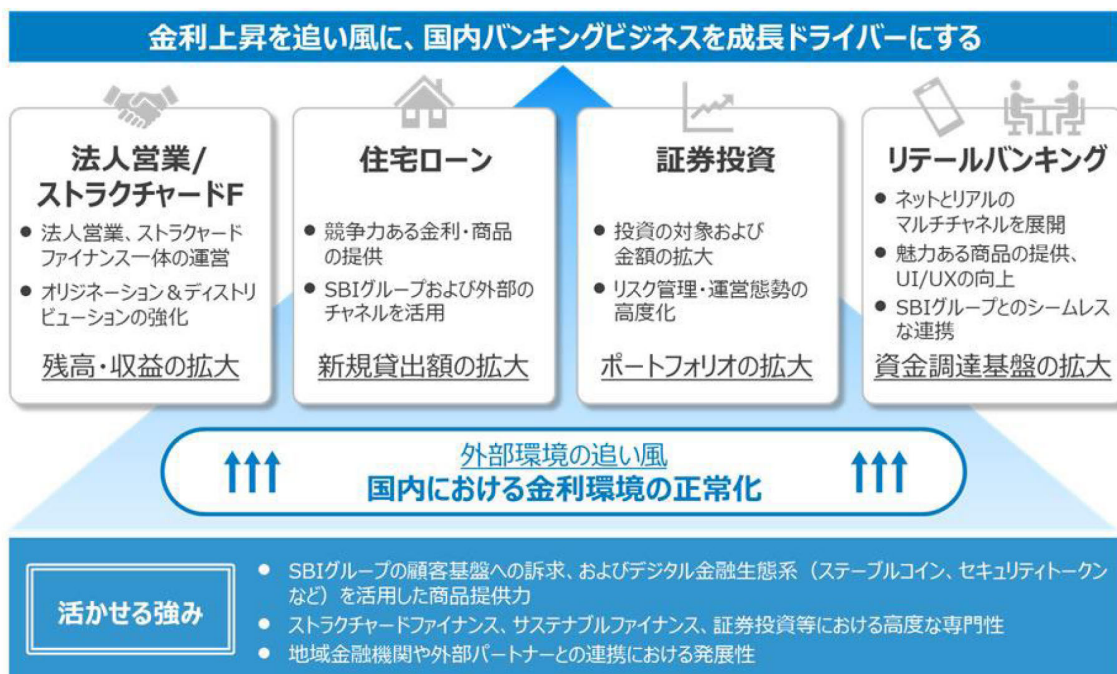 金利上昇を追い風に、国内バンキングビジネスを成長ドライバーにする
法人営業/
ストラクチャードF
● 法人営業、ストラクチャード
ファイナンス一体の運営
● オリジネーション＆ディストリ
ビューションの強化
残高・収益の拡大
住宅ローン
● 競争力ある金利・商品
の提供
● SBIグループおよび外部の
チャネルを活用
新規貸出額の拡大
証券投資
● 投資の対象および
金額の拡大
● リスク管理・運営態勢の
高度化
ポートフォリオの拡大
リテールバンキング
● ネットとリアルの
マルチチャネルを展開
● 魅力ある商品の提供、
UI/UXの向上
● SBIグループとのシームレス
な連携
資金調達基盤の拡大
外部環境の追い風
国内における金利環境の正常化
活かせる強み
● SBIグループの顧客基盤への訴求、およびデジタル金融生態系（ステーブルコイン、セキュリティトークン
など）を活用した商品提供力
● ストラクチャードファイナンス、サステナブルファイナンス、証券投資等における高度な専門性
● 地域金融機関や外部パートナーとの連携における発展性